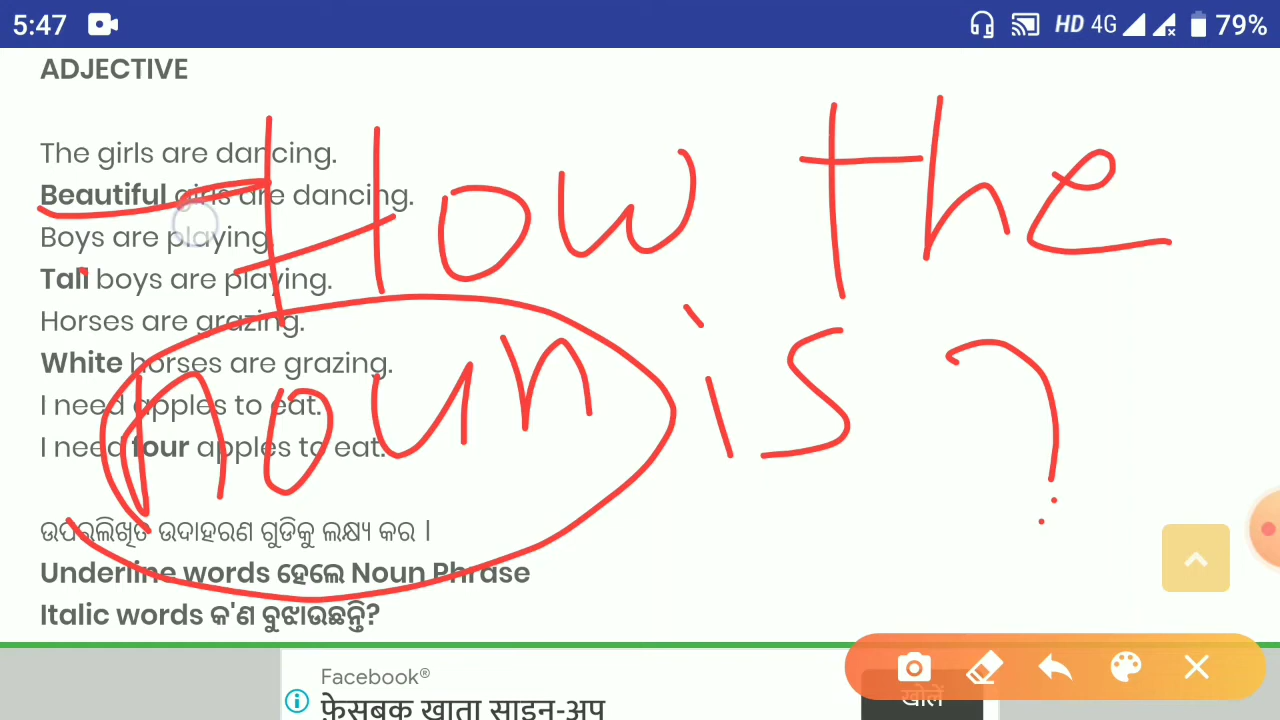 5:47 HD 4G 79%
ADJECTIVE
The girls are dancing.
Beautiful girls are dancing.
Boys are playing.
Tall boys are playing.
Horses are grazing.
White horses are grazing.
I need apples to eat.
I need four apples to eat.
How the
noun is ?
ଉପରଲିଖିତ ଉଦାହରଣ ଗୁଡିକୁ ଲକ୍ଷ୍ୟ କର |
Underline words ହେଲେ Noun Phrase
Italic words କ'ଣ ବୁଝାଉଛନ୍ତି?
Facebook®
फ़ेसबुक खाता साइन-अप
खोलें